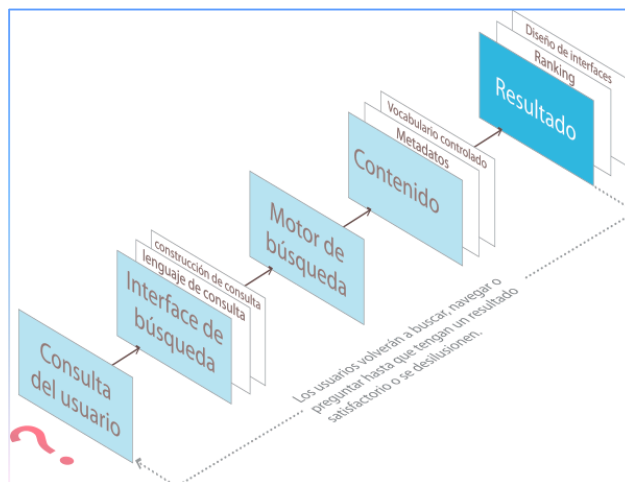 Diseño de interfaces
Ranking
Resultado
Vocabulario controlado
Metadatos
Contenido
Motor de
búsqueda
construcción de consulta
lenguaje de consulta
Interface de
búsqueda
Consulta
del usuario
?
Los usuarios volverán a buscar, navegar o
preguntar hasta que tengan un resultado
satisfactorio o se desilusionen.